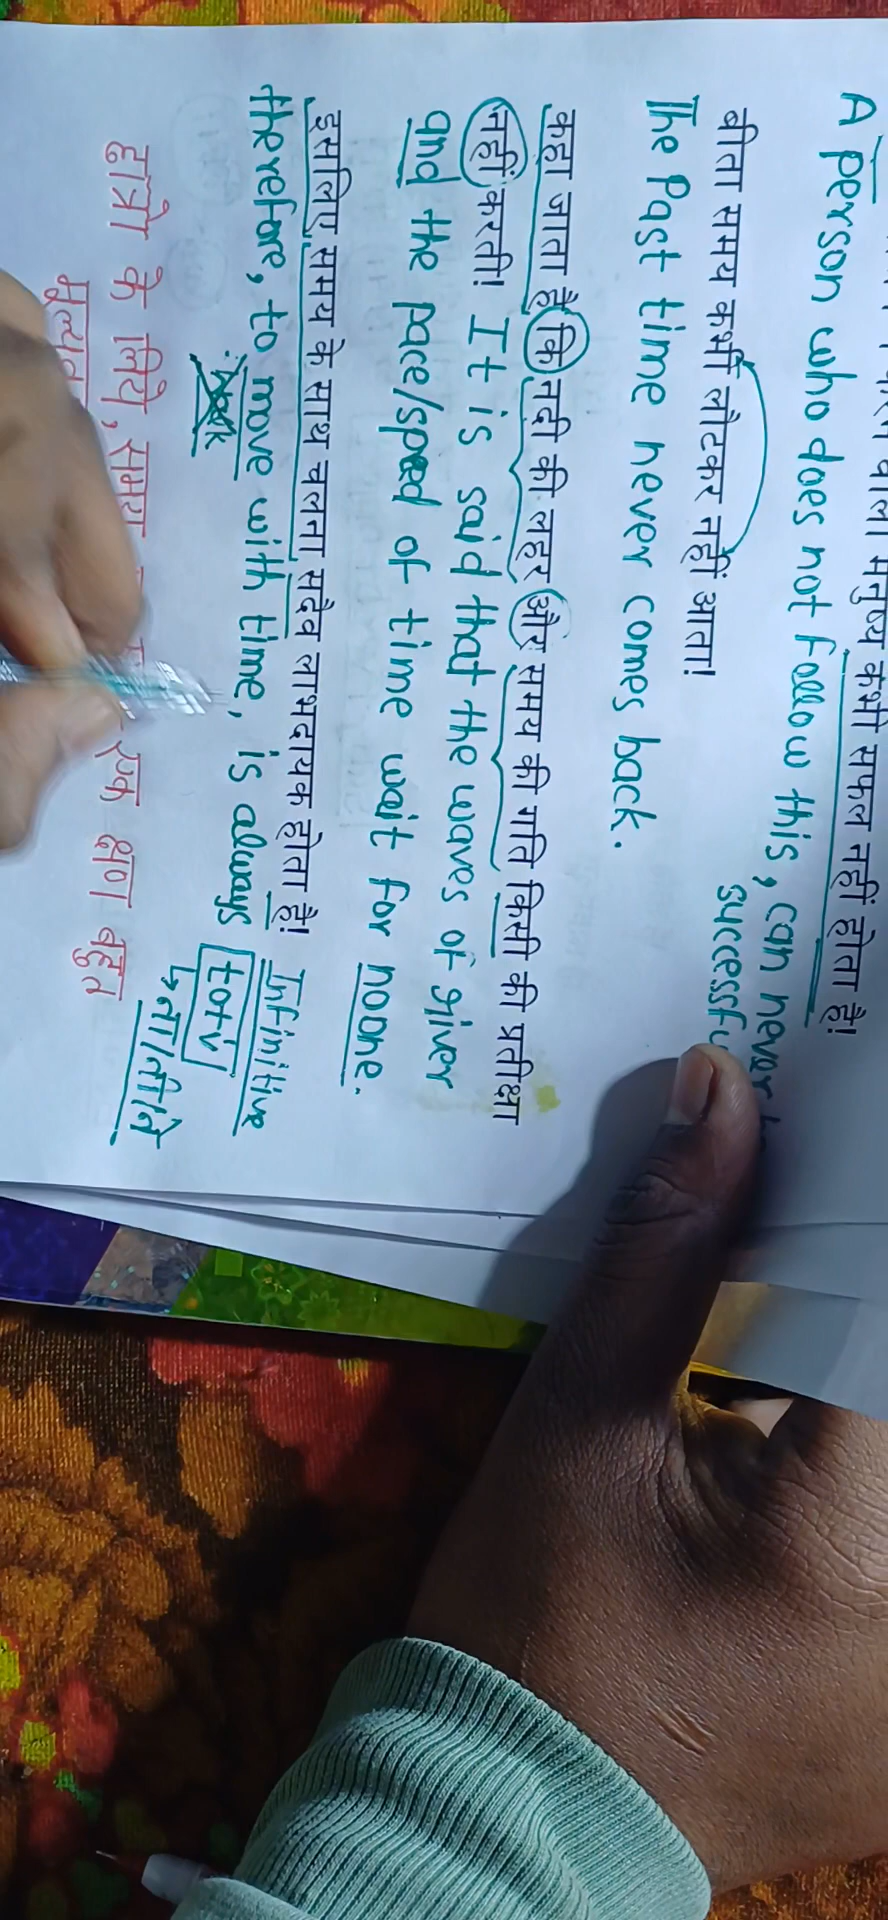 वाला मनुष्य कभी सफल नहीं होता है!
A person who does not follow this, can never
successfu
बीता समय कभी लौटकर नहीं आता!
The Past time never comes back.
कहा जाता है कि नदी की लहर और समय की गति किसी की प्रतीक्षा
नहीं करती! It is said that the waves of giver
and the pace/speed of time wait for noone.
इसलिए समय के साथ चलना सदैव लाभदायक होता है!
therefore, to move with time, is always
Infinitive
to+v
↳ना/नी/ने
छात्रो के लिये, समय एक क्षण बहुत